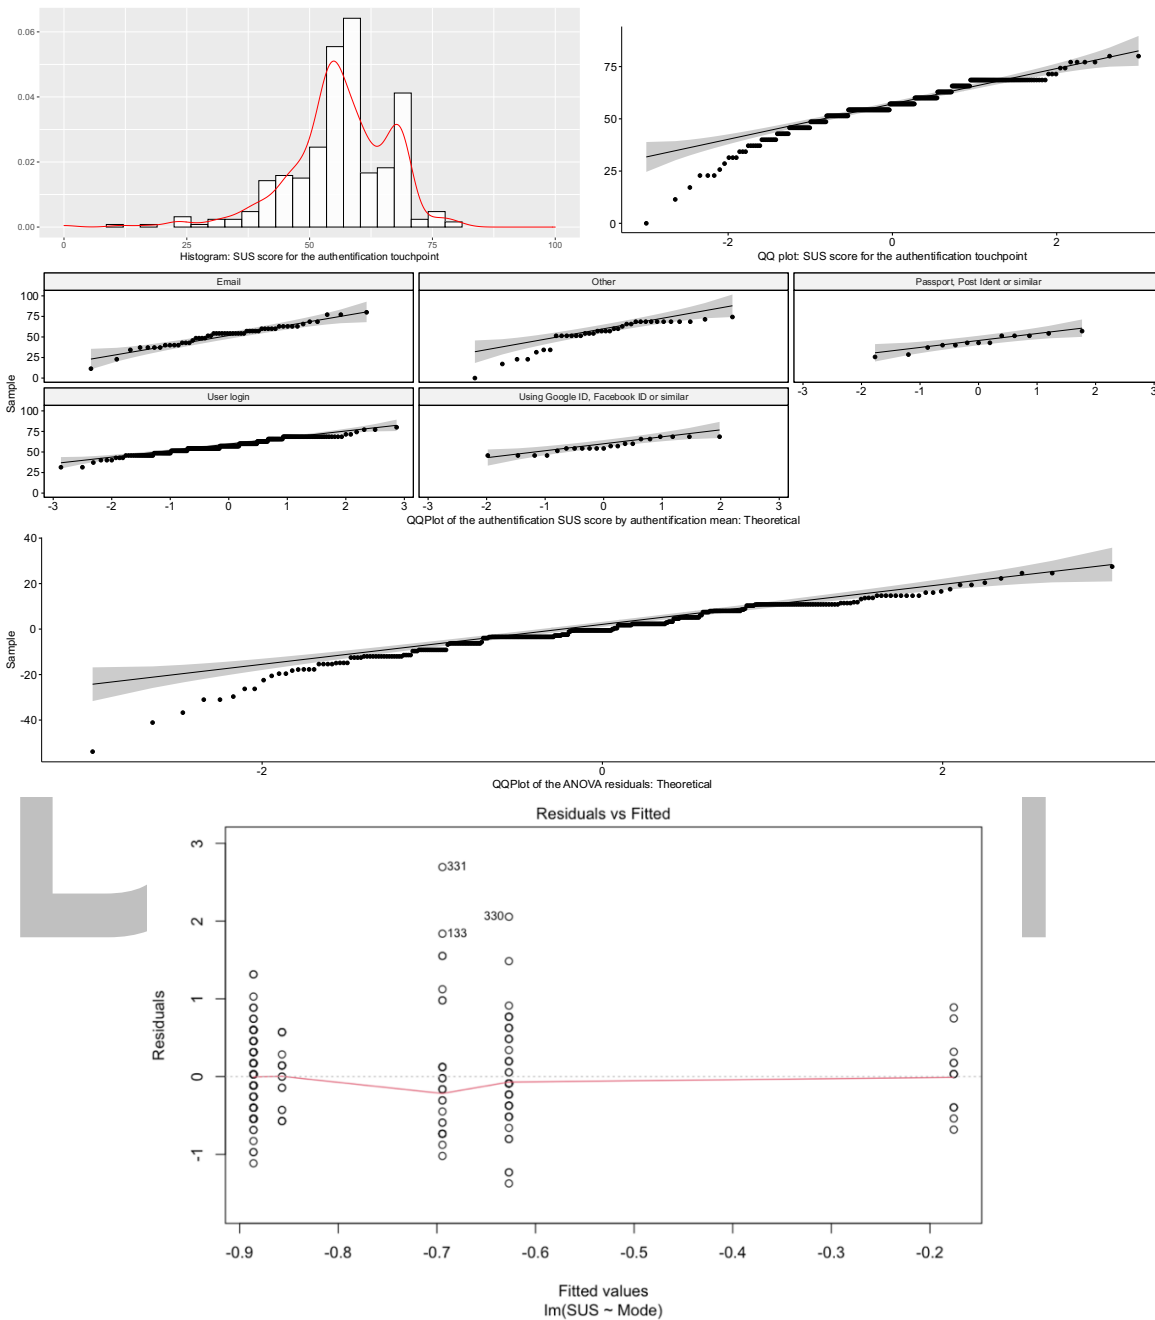 0.06
0.04
0.02
0.00
0 25 50 75 100
Histogram: SUS score for the authentification touchpoint
75
50
25
0
-2 0 2
QQ plot: SUS score for the authentification touchpoint
Email
Other
Passport, Post Ident or similar
100
75
50
25
0
-3 -2 -1 0 1 2 3
User login
Using Google ID, Facebook ID or similar
100
75
50
25
0
Sample
-3 -2 -1 0 1 2 3
-3 -2 -1 0 1 2 3
QQPlot of the authentification SUS score by authentification mean: Theoretical
40
20
0
-20
-40
Sample
-2 0 2
QQPlot of the ANOVA residuals: Theoretical
Residuals vs Fitted
3
2
1
0
-1
Residuals
331
330
133
-0.9 -0.8 -0.7 -0.6 -0.5 -0.4 -0.3 -0.2
Fitted values
lm(SUS ~ Mode)